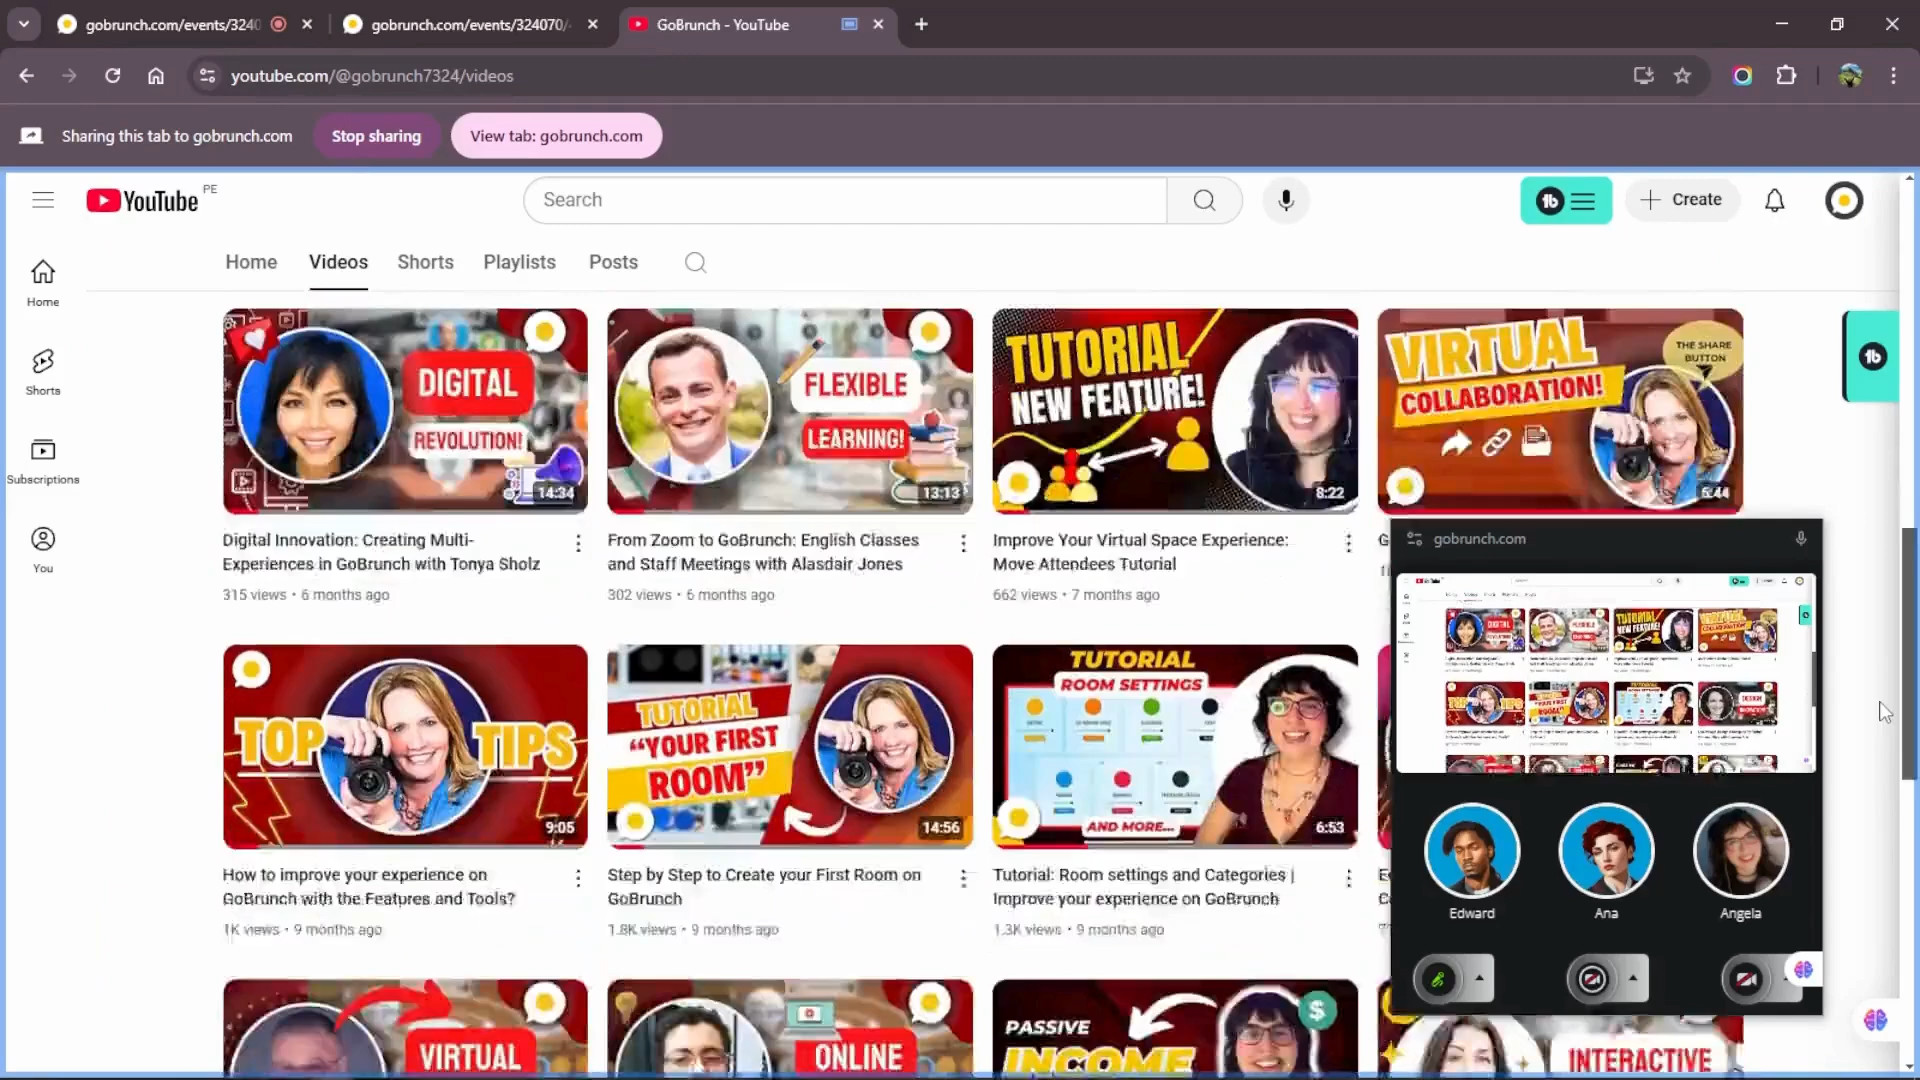 gobrunch.com/events/3240
gobrunch.com/events/324070/
GoBrunch - YouTube
youtube.com/@gobrunch7324/videos
Sharing this tab to gobrunch.com
Stop sharing
View tab: gobrunch.com
YouTube
PE
Search
Create
Home
Videos
Shorts
Playlists
Posts
Home
Shorts
Subscriptions
You
DIGITAL
REVOLUTION!
14:34
FLEXIBLE
LEARNING!
13:13
TUTORIAL
NEW FEATURE!
8:22
VIRTUAL
COLLABORATION!
THE SHARE
BUTTON
5:44
Digital Innovation: Creating Multi-
Experiences in GoBrunch with Tonya Sholz
315 views • 6 months ago
From Zoom to GoBrunch: English Classes
and Staff Meetings with Alasdair Jones
302 views • 6 months ago
Improve Your Virtual Space Experience:
Move Attendees Tutorial
662 views • 7 months ago
gobrunch.com
TOP
TIPS
9:05
TUTORIAL
"YOUR FIRST
ROOM"
14:56
TUTORIAL
ROOM SETTINGS
AND MORE...
6:53
How to improve your experience on
GoBrunch with the Features and Tools?
1K views • 9 months ago
Step by Step to Create your First Room on
GoBrunch
1.8K views • 9 months ago
Tutorial: Room settings and Categories |
Improve your experience on GoBrunch
1.3K views • 9 months ago
Edward
Ana
Angela
VIRTUAL
ONLINE
PASSIVE
INCOME
INTERACTIVE